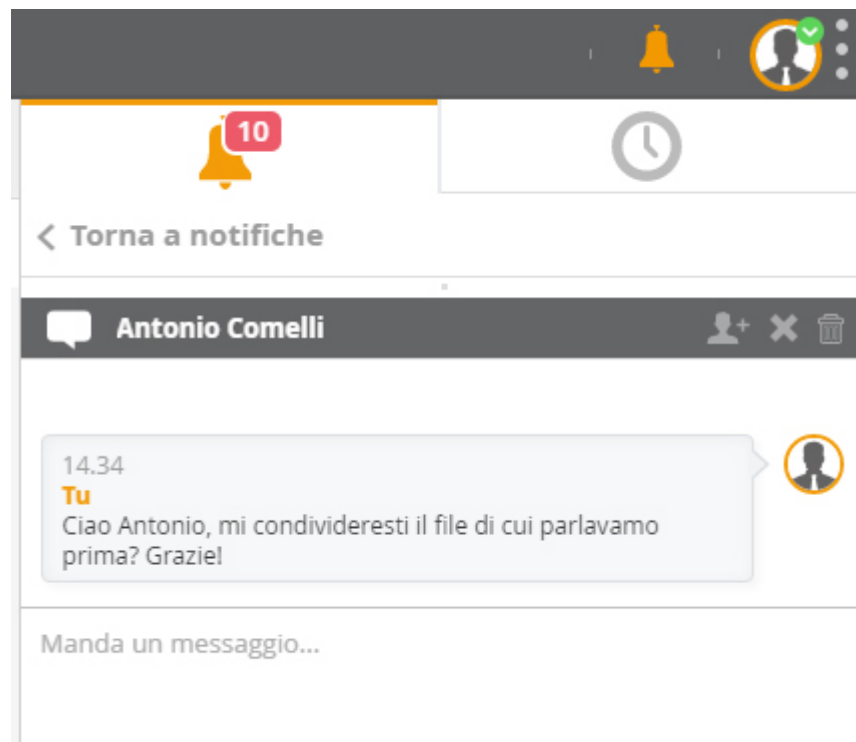 10
Torna a notifiche
Antonio Comelli
14.34
Tu
Ciao Antonio, mi condivideresti il file di cui parlavamo
prima? Grazie!
Manda un messaggio...